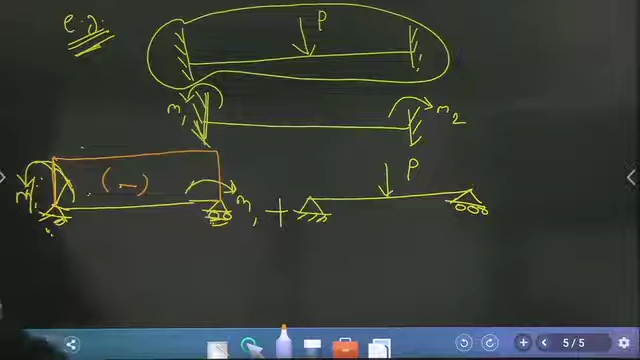 e.g.
P
m₁ m₂
P
m₁ (−) m₁ +
5/5